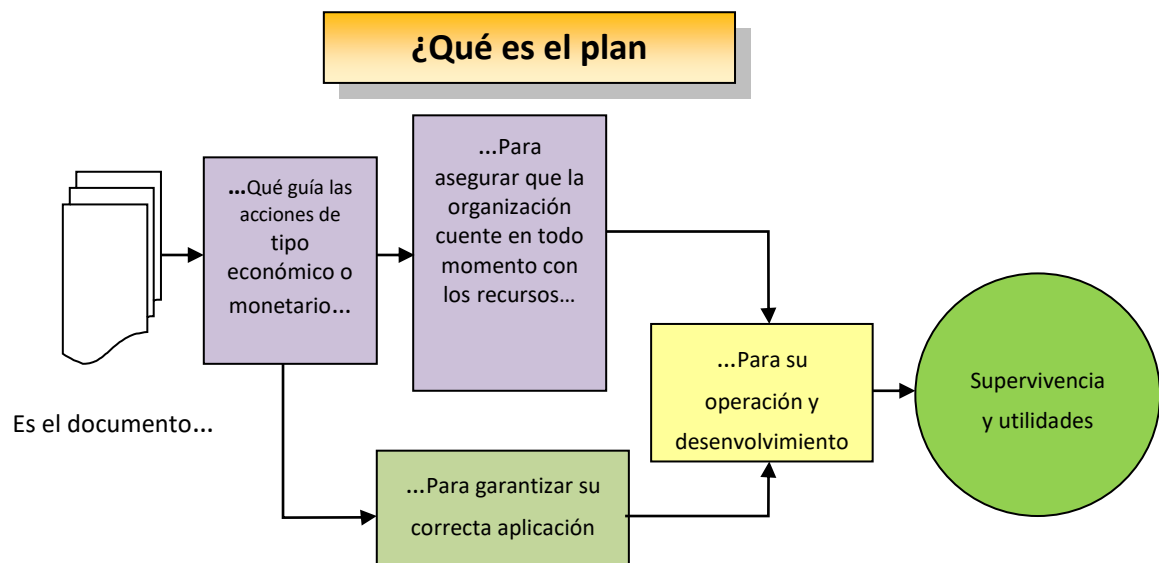 ¿Qué es el plan
...Qué guía las
acciones de
tipo
económico o
monetario...
...Para
asegurar que la
organización
cuente en todo
momento con
los recursos...
Es el documento...
...Para su
operación y
desenvolvimiento
Supervivencia
y utilidades
...Para garantizar su
correcta aplicación